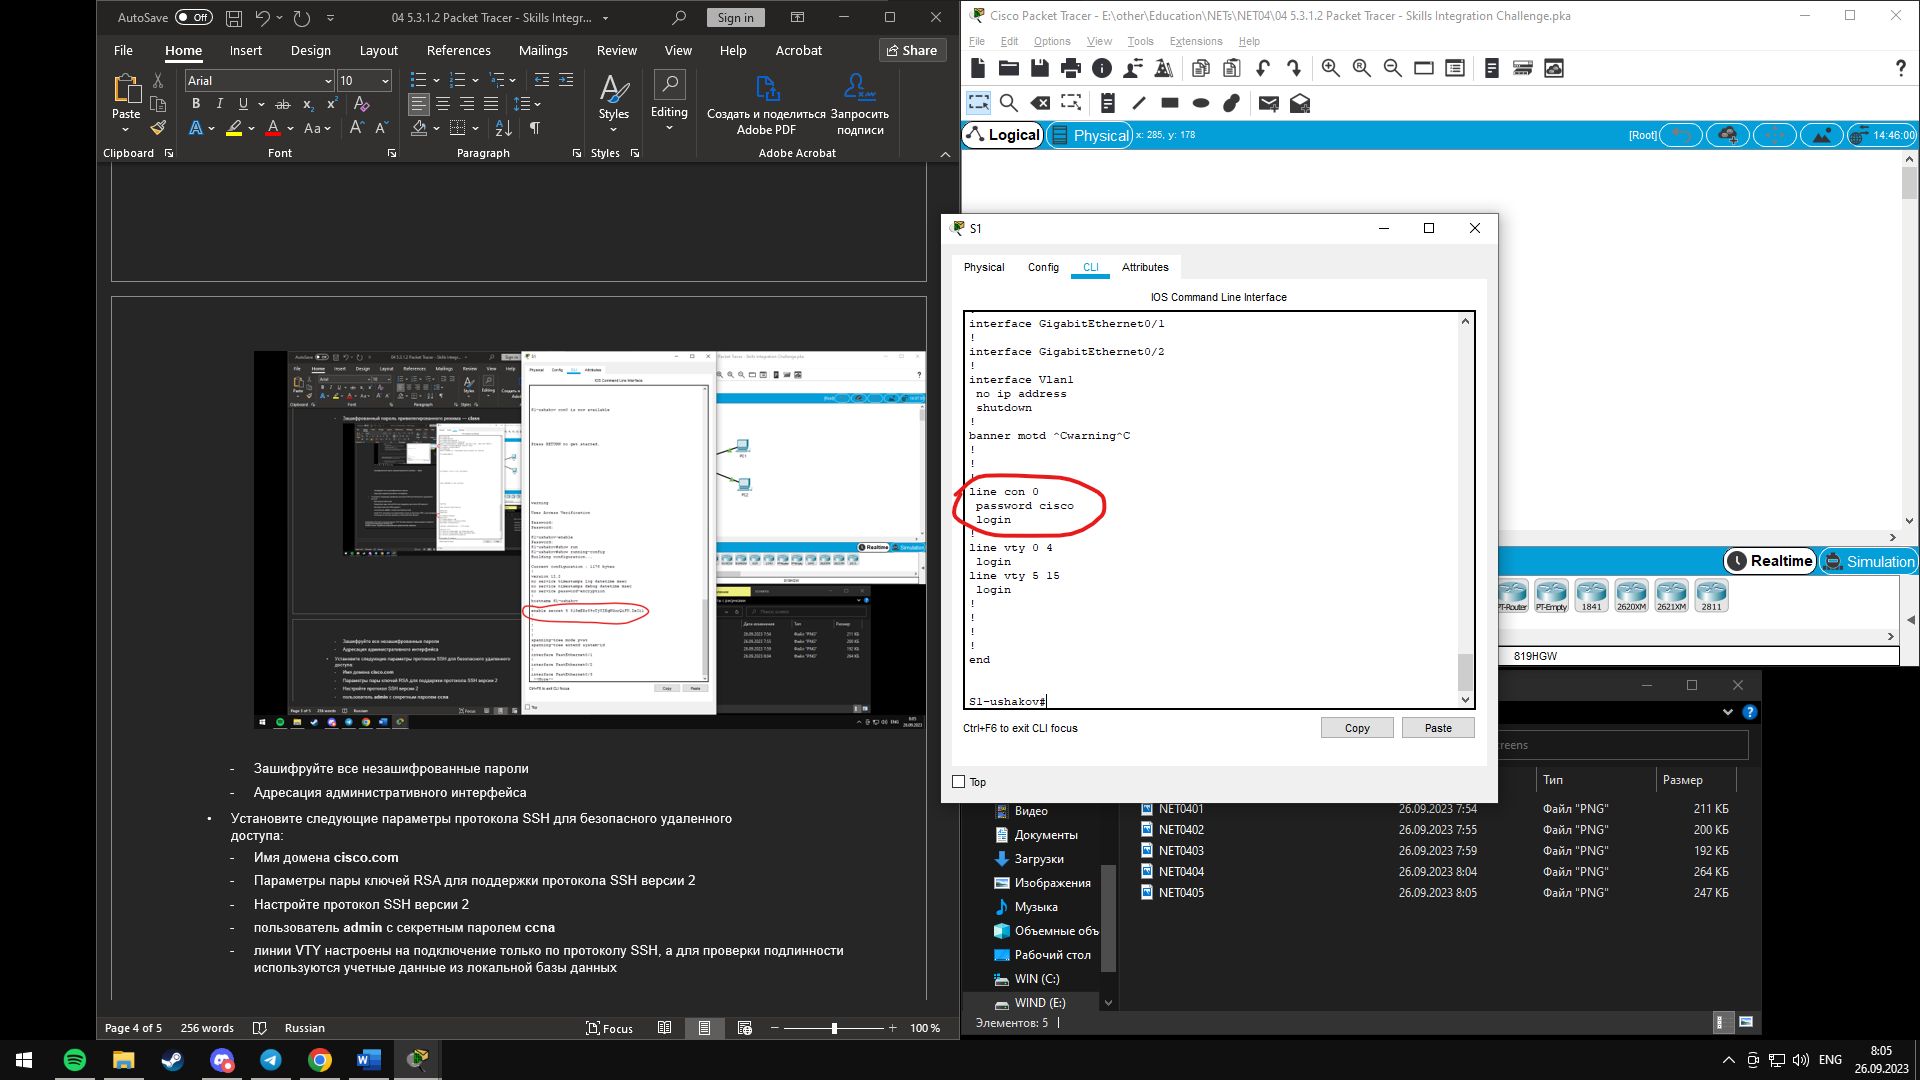 AutoSave Off
04 5.3.1.2 Packet Tracer - Skills Integr...
Sign in
File Home Insert Design Layout References Mailings Review View Help Acrobat Share
Paste
Clipboard
Arial 10
Font
Paragraph
Styles
Styles
Editing
Создать и поделиться Adobe PDF
Запросить подписи
Adobe Acrobat
- Зашифруйте все незашифрованные пароли
- Адресация административного интерфейса
• Установите следующие параметры протокола SSH для безопасного удаленного
доступа:
- Имя домена cisco.com
- Параметры пары ключей RSA для поддержки протокола SSH версии 2
- Настройте протокол SSH версии 2
- пользователь admin с секретным паролем ccna
- линии VTY настроены на подключение только по протоколу SSH, а для проверки подлинности
используются учетные данные из локальной базы данных
Page 4 of 5 256 words Russian Focus 100 %
Cisco Packet Tracer - E:\other\Education\NETs\NET04\04 5.3.1.2 Packet Tracer - Skills Integration Challenge.pka
File Edit Options View Tools Extensions Help
Logical Physical x: 285, y: 178 [Root] 14:46:00
S1
Physical Config CLI Attributes
IOS Command Line Interface
interface GigabitEthernet0/1
!
interface GigabitEthernet0/2
!
interface Vlan1
no ip address
shutdown
!
banner motd ^Cwarning^C
!
!
!
line con 0
password cisco
login
!
line vty 0 4
login
line vty 5 15
login
!
!
!
!
end
S1-ushakov#
Ctrl+F6 to exit CLI focus
Copy Paste
Top
Realtime Simulation
PT-Router PT-Empty 1841 2620XM 2621XM 2811
819HGW
Тип Размер
Видео
Документы
Загрузки
Изображения
Музыка
Объемные объ
Рабочий стол
WIN (C:)
WIND (E:)
NET0401 26.09.2023 7:54 Файл "PNG" 211 КБ
NET0402 26.09.2023 7:55 Файл "PNG" 200 КБ
NET0403 26.09.2023 7:59 Файл "PNG" 192 КБ
NET0404 26.09.2023 8:04 Файл "PNG" 264 КБ
NET0405 26.09.2023 8:05 Файл "PNG" 247 КБ
Элементов: 5
ENG
8:05
26.09.2023